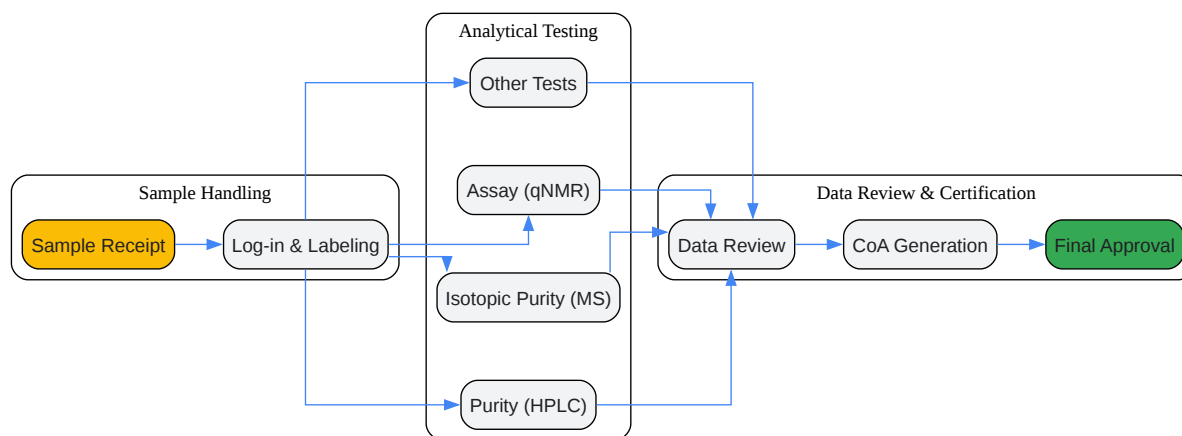 Analytical Testing
Other Tests
Assay (qNMR)
Isotopic Purity (MS)
Purity (HPLC)
Sample Handling
Sample Receipt
Log-in & Labeling
Data Review & Certification
Data Review
CoA Generation
Final Approval